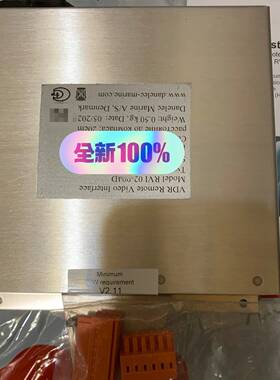 www.danelec-marine.com
Danelec Marine A/S, Denmark
Weight: 0.50 kg, Date: 05/202
расстояние до компаса: 20cm
全新100%
Model RVI 02-
VDR Remote Video Interface
Minimum
requirement
V2.11